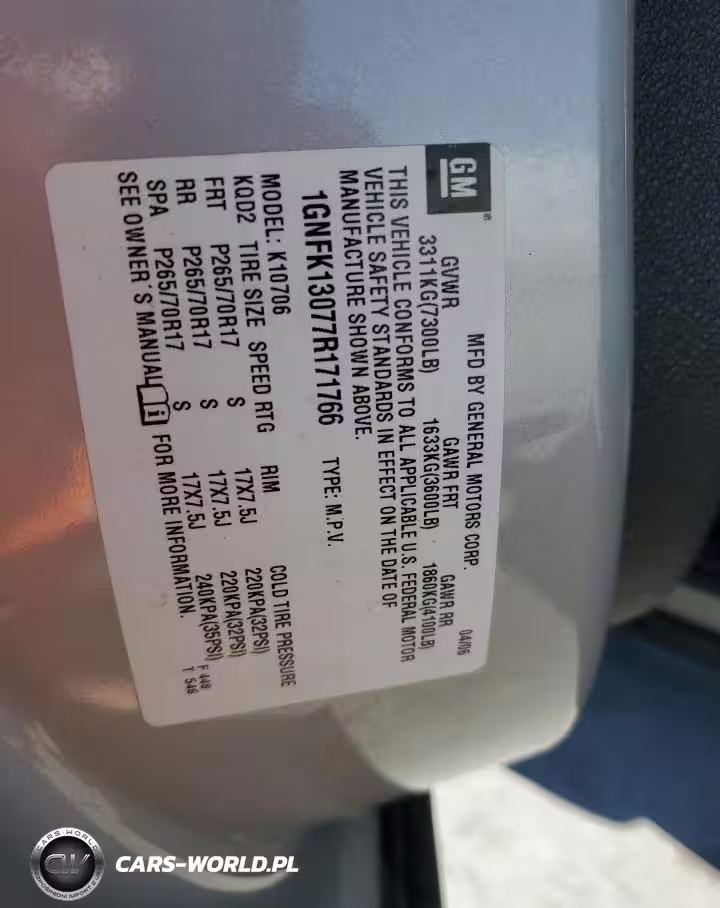 GM
MFD BY GENERAL MOTORS CORP. 04/06
GVWR GAWR FRT GAWR RR
3311KG(7300LB) 1633KG(3600LB) 1860KG(4100LB)
THIS VEHICLE CONFORMS TO ALL APPLICABLE U.S. FEDERAL MOTOR
VEHICLE SAFETY STANDARDS IN EFFECT ON THE DATE OF
MANUFACTURE SHOWN ABOVE.
1GNFK13077R171766 TYPE: M.P.V.
MODEL: K10706
KQD2 TIRE SIZE SPEED RTG RIM COLD TIRE PRESSURE
FRT P265/70R17 S 17X7.5J 220KPA(32PSI)
RR P265/70R17 S 17X7.5J 220KPA(32PSI)
SPA P265/70R17 S 17X7.5J 240KPA(35PSI)
SEE OWNER'S MANUAL FOR MORE INFORMATION.
F 449
T 546
CARS-WORLD
CW
CARS-WORLD.PL